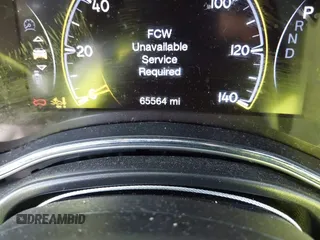 40
100
P
FCW
R
Unavailable
N
Service
D
20
Required
120
65564 mi
140
DREAMBID